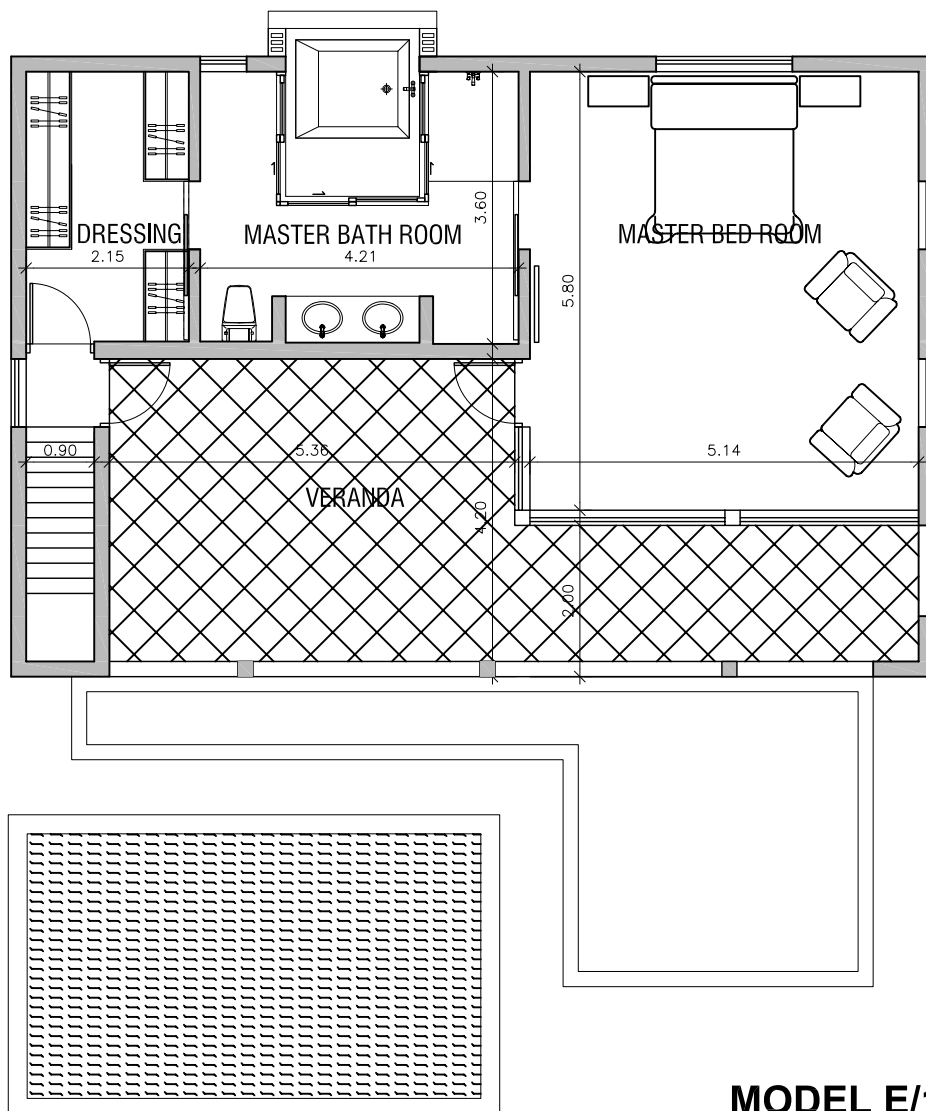 DRESSING
2.15
MASTER BATH ROOM
4.21
3.60
MASTER BED ROOM
5.80
0.90
5.36
5.14
VERANDA
4.20
2.00
MODEL E/1